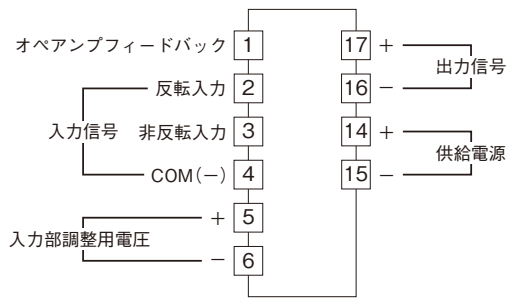 オペアンプフィードバック 1
反転入力 2
入力信号
非反転入力 3
COM(－) 4
＋ 5
入力部調整用電圧
－ 6
17 ＋
出力信号
16 －
14 ＋
供給電源
15 －